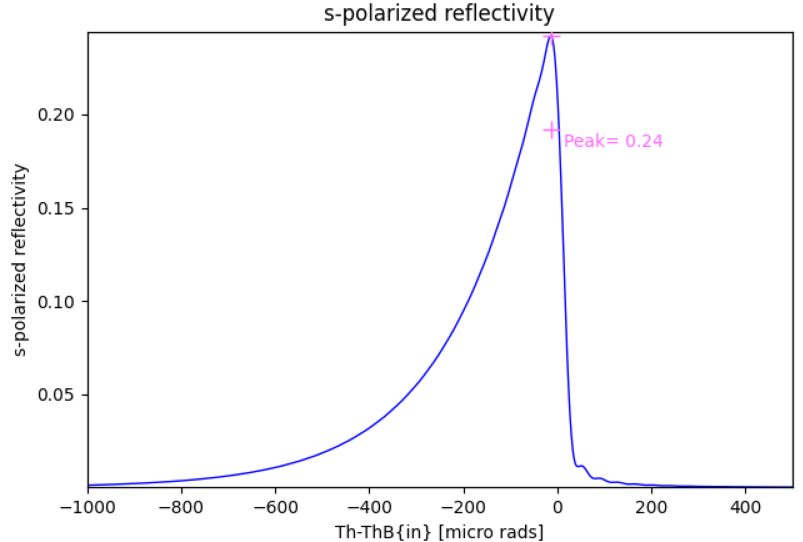 s-polarized reflectivity
s-polarized reflectivity
0.20
0.15
0.10
0.05
Peak= 0.24
−1000 −800 −600 −400 −200 0 200 400
Th-ThB{in} [micro rads]